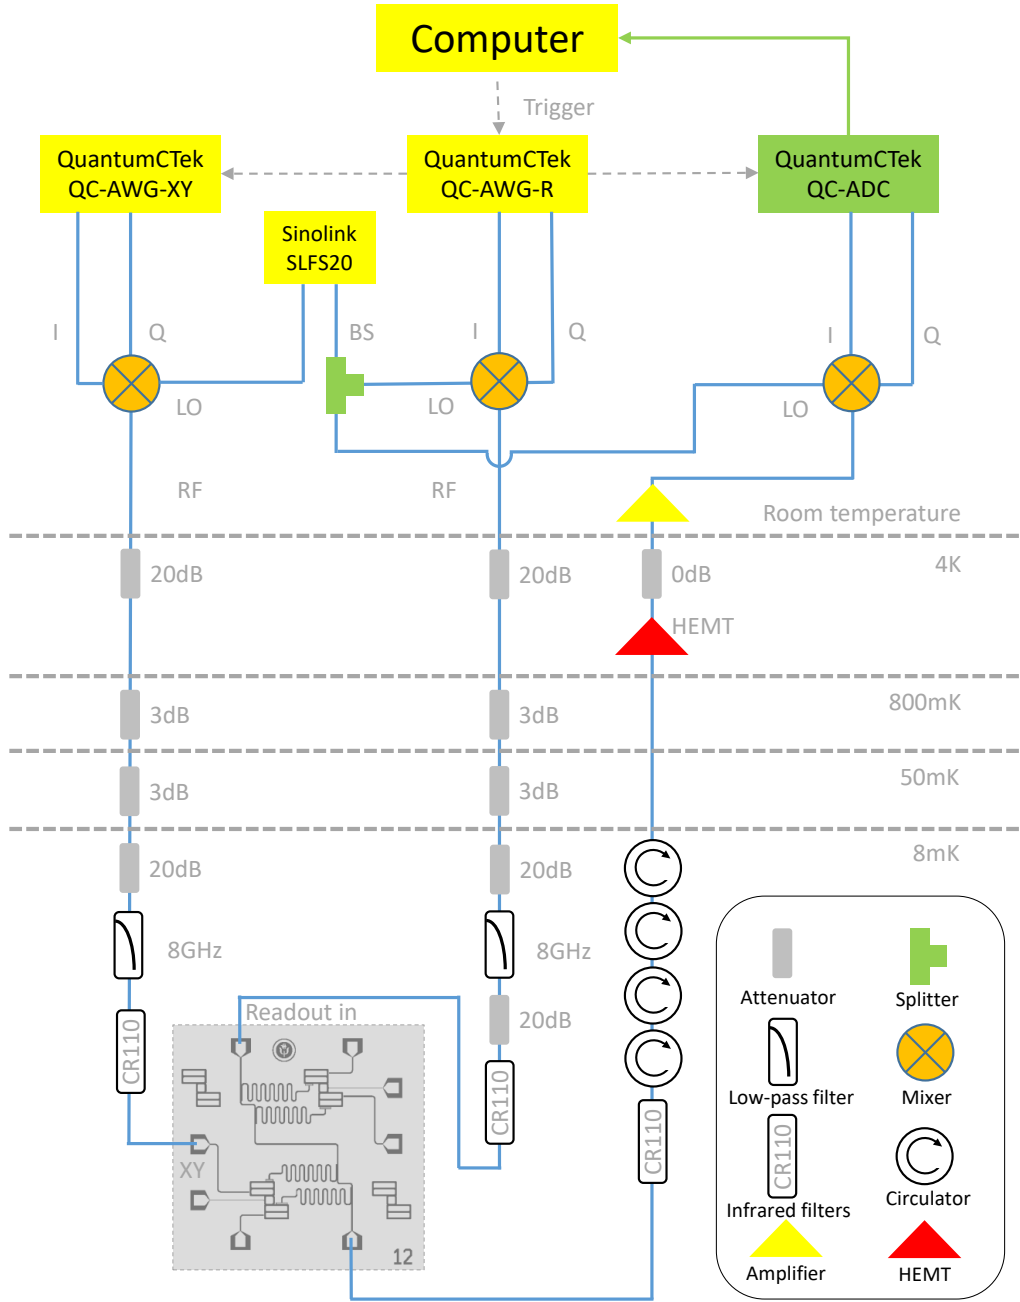 Computer
Trigger
QuantumCTek
QC-AWG-XY
QuantumCTek
QC-AWG-R
QuantumCTek
QC-ADC
Sinolink
SLFS20
I
Q
BS
I
Q
I
Q
LO
LO
LO
RF
RF
Room temperature
20dB
20dB
0dB
4K
HEMT
3dB
3dB
800mK
3dB
3dB
50mK
20dB
20dB
8mK
8GHz
8GHz
Readout in
20dB
CR110
CR110
CR110
XY
12
Attenuator
Splitter
Low-pass filter
Mixer
CR110
Infrared filters
Circulator
Amplifier
HEMT